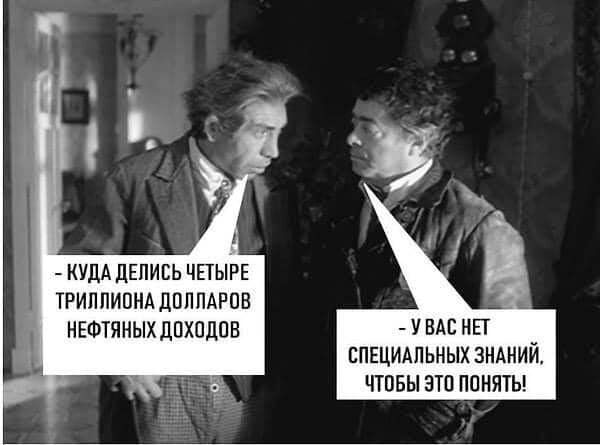 - КУДА ДЕЛИСЬ ЧЕТЫРЕ
ТРИЛЛИОНА ДОЛЛАРОВ
НЕФТЯНЫХ ДОХОДОВ
- У ВАС НЕТ
СПЕЦИАЛЬНЫХ ЗНАНИЙ,
ЧТОБЫ ЭТО ПОНЯТЬ!